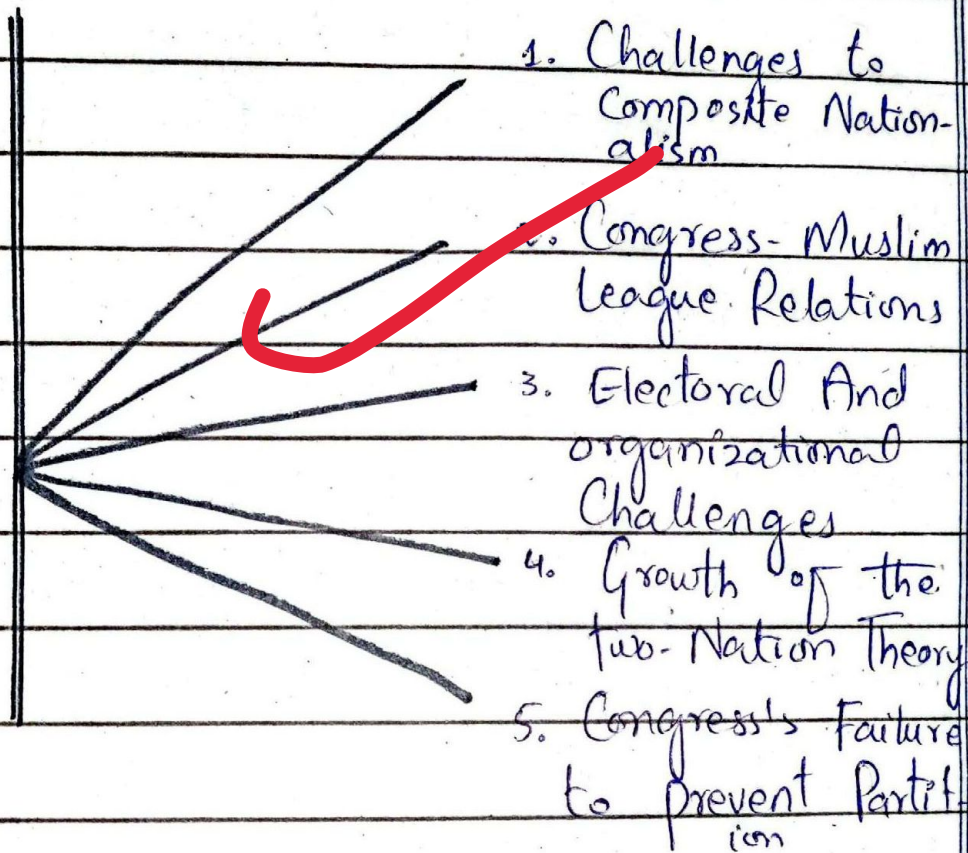 1. Challenges to
Composite Nation-
alism
2. Congress- Muslim
League Relations
3. Electoral And
organizational
Challenges
4. Growth of the
two-Nation Theory
5. Congress's Failure
to prevent Partit-
ion